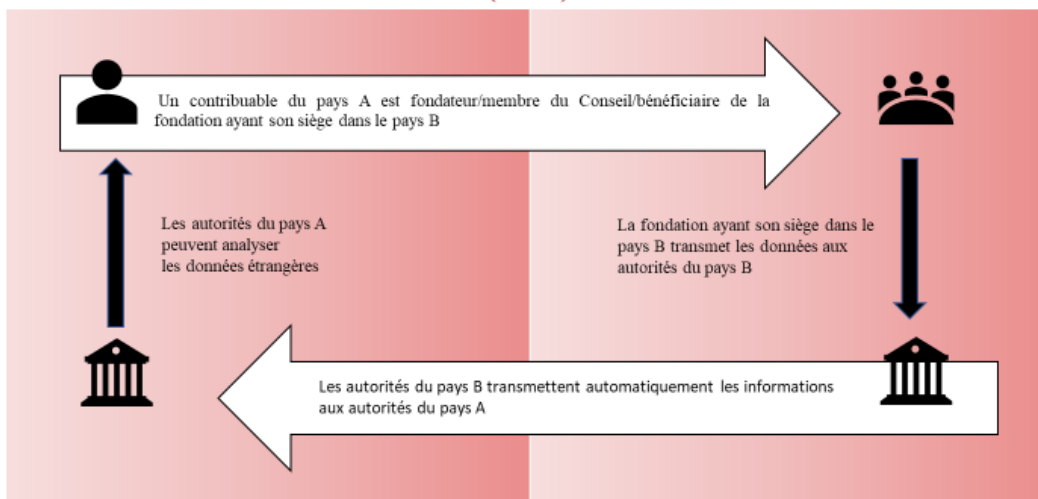 Un contribuable du pays A est fondateur/membre du Conseil/bénéficiaire de la
fondation ayant son siège dans le pays B
Les autorités du pays A
peuvent analyser
les données étrangères
La fondation ayant son siège dans le
pays B transmet les données aux
autorités du pays B
Les autorités du pays B transmettent automatiquement les informations
aux autorités du pays A